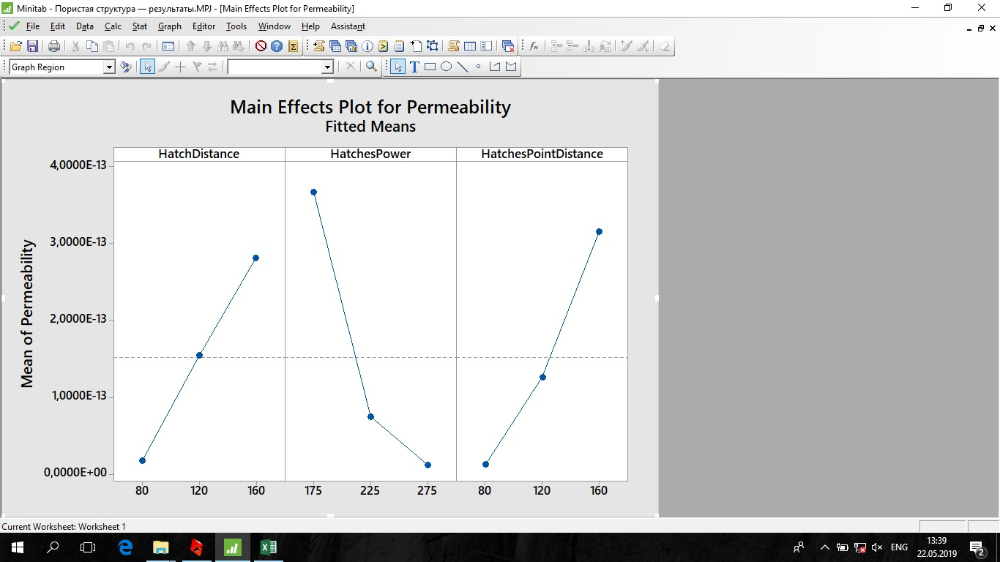 Minitab - Пористая структура — результаты.MPJ - [Main Effects Plot for Permeability]
File Edit Data Calc Stat Graph Editor Tools Window Help Assistant
Graph Region
Main Effects Plot for Permeability
Fitted Means
HatchDistance HatchesPower HatchesPointDistance
Mean of Permeability
4,0000E-13
3,0000E-13
2,0000E-13
1,0000E-13
0,0000E+00
80 120 160 175 225 275 80 120 160
Current Worksheet: Worksheet 1
ENG
13:39
22.05.2019
2